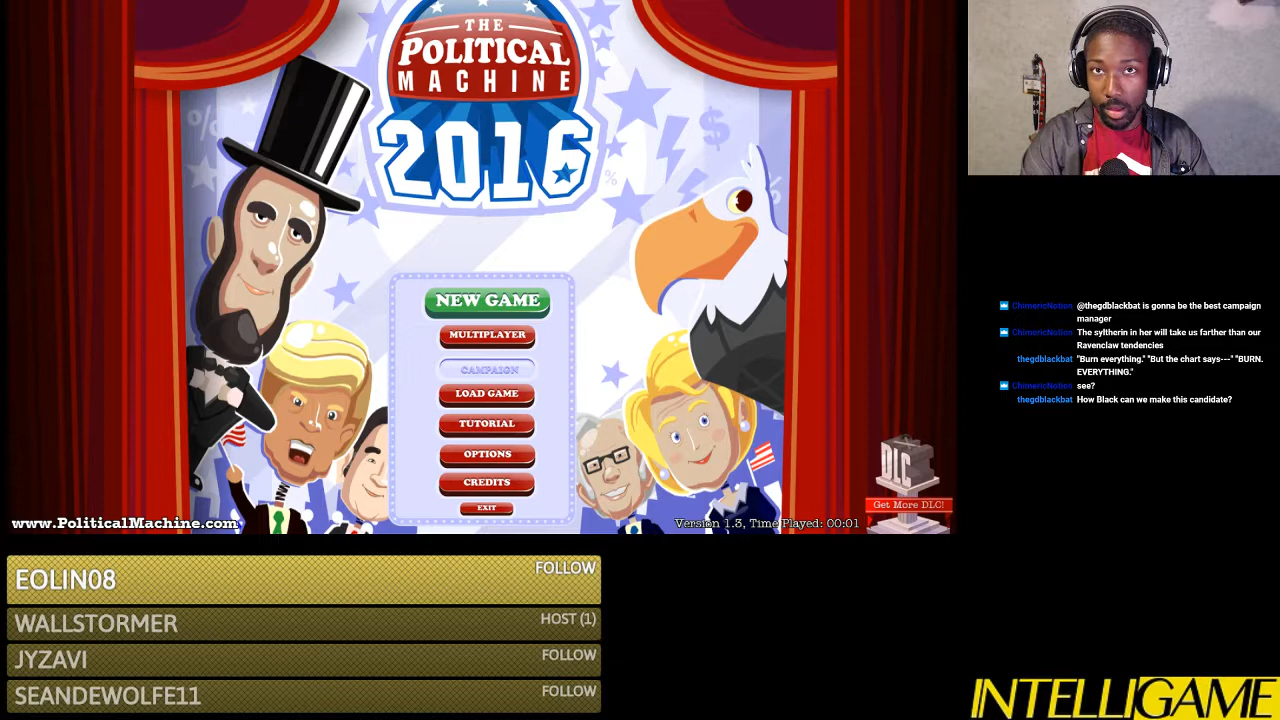 THE
POLITICAL
MACHINE
2016
NEW GAME
MULTIPLAYER
CAMPAIGN
LOAD GAME
TUTORIAL
OPTIONS
CREDITS
EXIT
www.PoliticalMachine.com
Version 1.3, Time Played: 00:01
DLC
Get More DLC!
ChimericNotion @thegdblackbat is gonna be the best campaign
manager
ChimericNotion The syltherin in her will take us farther than our
Ravenclaw tendencies
thegdblackbat "Burn everything." "But the chart says---" "BURN.
EVERYTHING."
ChimericNotion see?
thegdblackbat How Black can we make this candidate?
EOLIN08 FOLLOW
WALLSTORMER HOST (1)
JYZAVI FOLLOW
SEANDEWOLFE11 FOLLOW
INTELLIGAME